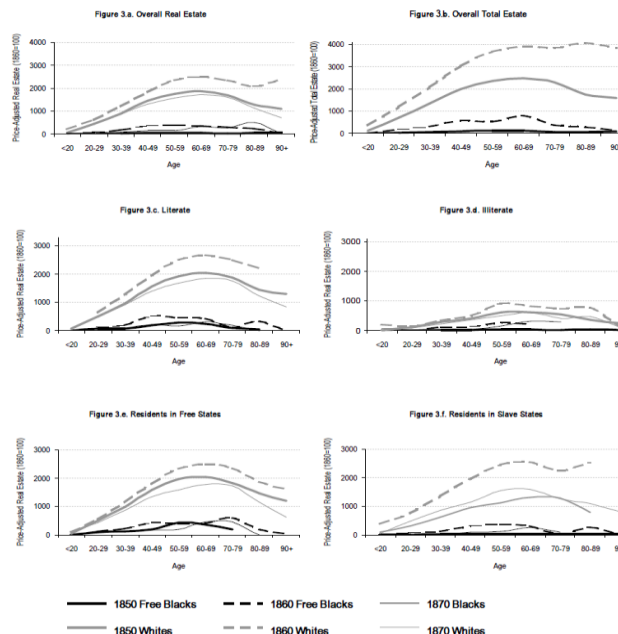 Figure 3.a. Overall Real Estate
Price-Adjusted Real Estate (1860=100)
4000
3000
2000
1000
0
<20 20-29 30-39 40-49 50-59 60-69 70-79 80-89 90+
Age
Figure 3.b. Overall Total Estate
Price-Adjusted Total Estate (1860=100)
4000
3000
2000
1000
0
<20 20-29 30-39 40-49 50-59 60-69 70-79 80-89 90
Age
Figure 3.c. Literate
Price-Adjusted Real Estate (1860=100)
3000
2000
1000
0
<20 20-29 30-39 40-49 50-59 60-69 70-79 80-89 90+
Age
Figure 3.d. Illiterate
Price-Adjusted Real Estate (1860=100)
3000
2000
1000
0
<20 20-29 30-39 40-49 50-59 60-69 70-79 80-89 90
Age
Figure 3.e. Residents in Free States
Price-Adjusted Real Estate (1860=100)
3000
2000
1000
0
<20 20-29 30-39 40-49 50-59 60-69 70-79 80-89 90+
Age
Figure 3.f. Residents in Slave States
Price-Adjusted Real Estate (1860=100)
3000
2000
1000
0
<20 20-29 30-39 40-49 50-59 60-69 70-79 80-89 90
Age
1850 Free Blacks 1860 Free Blacks 1870 Blacks
1850 Whites 1860 Whites 1870 Whites